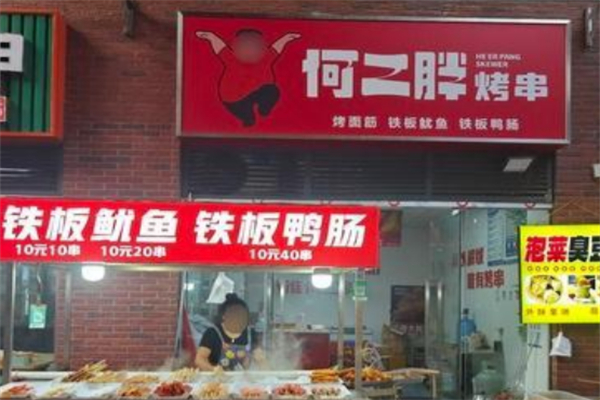 何二胖烤串
HE ER PANG
SKEWER
烤面筋 铁板鱿鱼 铁板鸭肠
铁板鱿鱼 铁板鸭肠
10元10串 10元20串 10元40串
泡菜臭